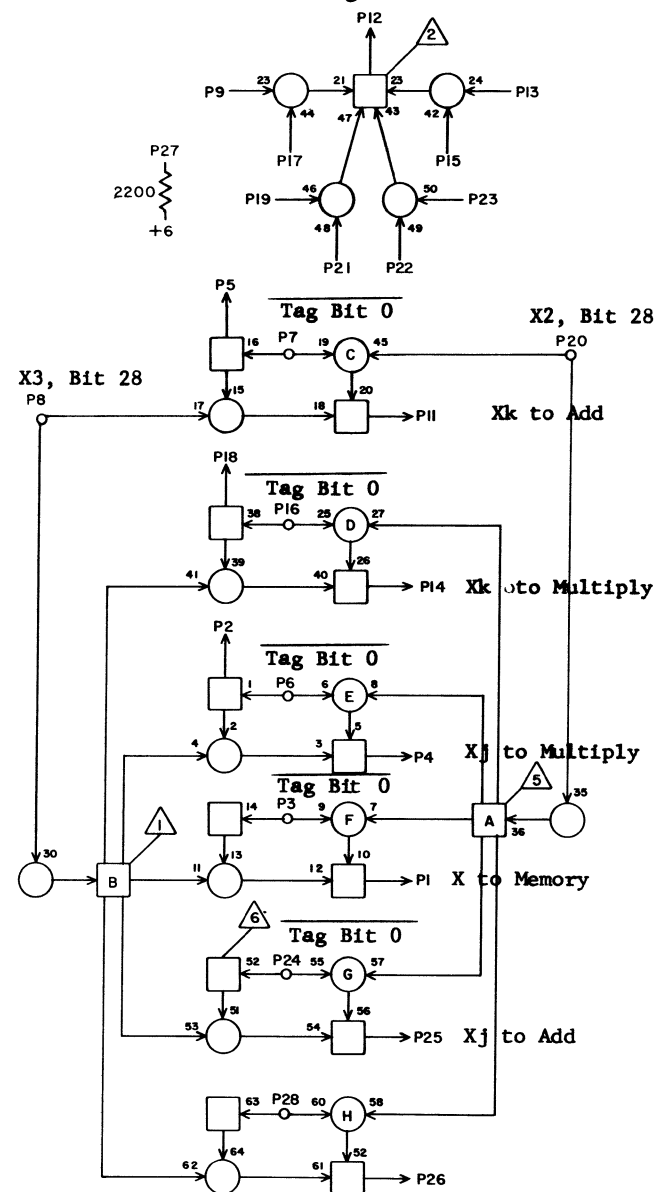 P12
2
P9 23 21 23 24 P13
44 47 43 42
P17 P15
P27
2200
+6
P19 46 50 P23
48 49
P21 P22
P5
Tag Bit 0
X2, Bit 28
16 P7 19 C 45 P20
X3, Bit 28
P8
15 20
17 18 P11 Xk to Add
P18
Tag Bit 0
38 P16 25 D 27
39 26
41 40 P14 Xk to Multiply
P2
Tag Bit 0
1 P6 6 E 8
2 5
4 3 P4 Xj to Multiply
Tag Bit 0
5
35
14 P3 9 F 7 A 36
1
13 10
30 B 11 12 P1 X to Memory
6
Tag Bit 0
52 P24 55 G 57
51 56
53 54 P25 Xj to Add
63 P28 60 H 58
64 52
62 61 P26